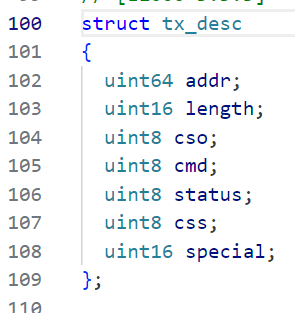 100 struct tx_desc
101 {
102 uint64 addr;
103 uint16 length;
104 uint8 cso;
105 uint8 cmd;
106 uint8 status;
107 uint8 css;
108 uint16 special;
109 };
110